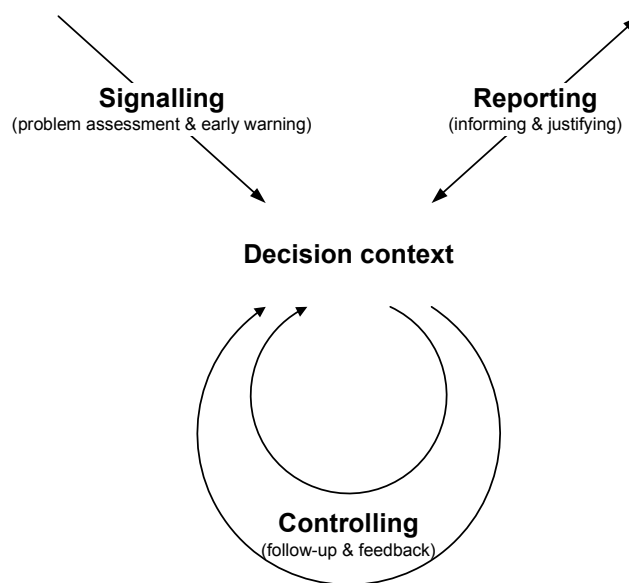 Signalling
(problem assessment & early warning)
Reporting
(informing & justifying)
Decision context
Controlling
(follow-up & feedback)